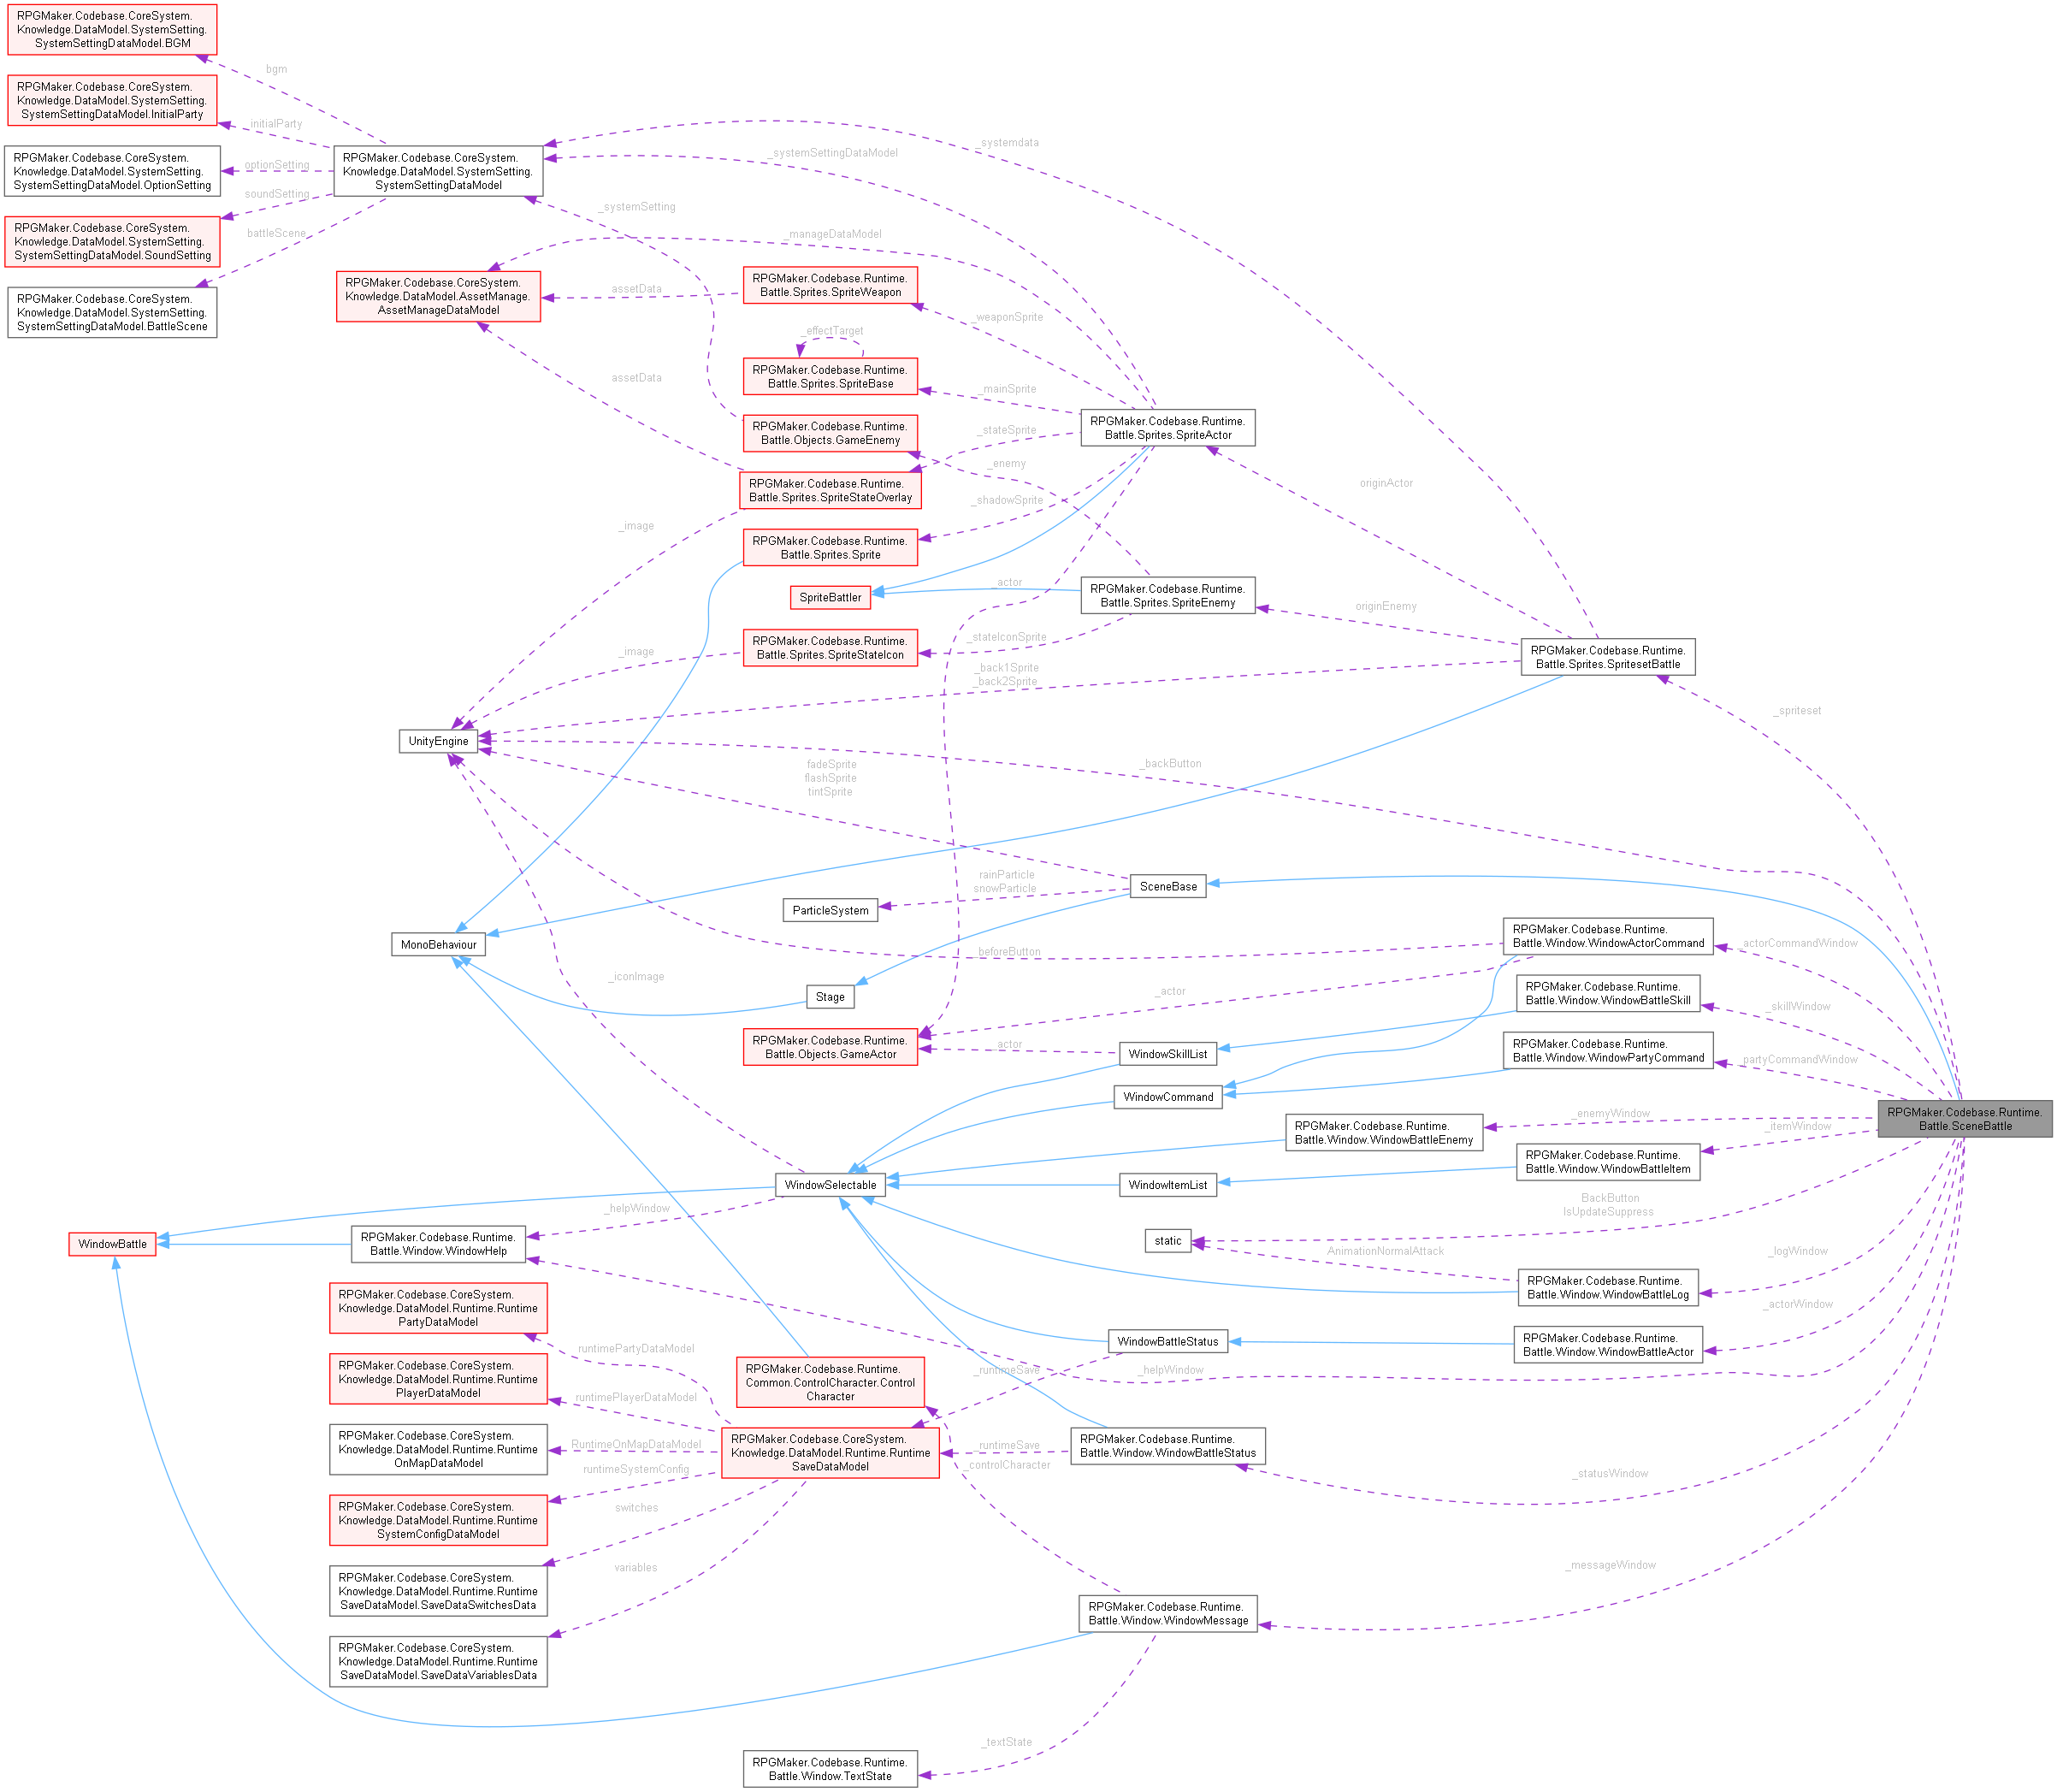 RPGMaker.Codebase.CoreSystem.
Knowledge.DataModel.SystemSetting.
SystemSettingDataModel.BGM
RPGMaker.Codebase.CoreSystem.
Knowledge.DataModel.SystemSetting.
SystemSettingDataModel.InitialParty
RPGMaker.Codebase.CoreSystem.
Knowledge.DataModel.SystemSetting.
SystemSettingDataModel.OptionSetting
RPGMaker.Codebase.CoreSystem.
Knowledge.DataModel.SystemSetting.
SystemSettingDataModel.SoundSetting
RPGMaker.Codebase.CoreSystem.
Knowledge.DataModel.SystemSetting.
SystemSettingDataModel.BattleScene
bgm
initialParty
optionSetting
soundSetting
battleScene
RPGMaker.Codebase.CoreSystem.
Knowledge.DataModel.SystemSetting.
SystemSettingDataModel
RPGMaker.Codebase.CoreSystem.
Knowledge.DataModel.AssetManage.
AssetManageDataModel
_systemSetting
assetData
assetData
_image
_image
UnityEngine
MonoBehaviour
_iconImage
_systemdata
_systemSettingDataModel
_manageDataModel
RPGMaker.Codebase.Runtime.
Battle.Sprites.SpriteWeapon
_effectTarget
RPGMaker.Codebase.Runtime.
Battle.Sprites.SpriteBase
RPGMaker.Codebase.Runtime.
Battle.Objects.GameEnemy
RPGMaker.Codebase.Runtime.
Battle.Sprites.SpriteStateOverlay
RPGMaker.Codebase.Runtime.
Battle.Sprites.Sprite
SpriteBattler
RPGMaker.Codebase.Runtime.
Battle.Sprites.SpriteStateIcon
_weaponSprite
_mainSprite
_stateSprite
_enemy
_shadowSprite
_actor
_stateIconSprite
_back1Sprite
_back2Sprite
RPGMaker.Codebase.Runtime.
Battle.Sprites.SpriteActor
RPGMaker.Codebase.Runtime.
Battle.Sprites.SpriteEnemy
originActor
originEnemy
RPGMaker.Codebase.Runtime.
Battle.Sprites.SpritesetBattle
_spriteset
_backButton
fadeSprite
flashSprite
tintSprite
rainParticle
snowParticle
SceneBase
ParticleSystem
_beforeButton
Stage
_actor
RPGMaker.Codebase.Runtime.
Battle.Objects.GameActor
_actor
WindowSkillList
WindowCommand
RPGMaker.Codebase.Runtime.
Battle.Window.WindowActorCommand
RPGMaker.Codebase.Runtime.
Battle.Window.WindowBattleSkill
RPGMaker.Codebase.Runtime.
Battle.Window.WindowPartyCommand
RPGMaker.Codebase.Runtime.
Battle.Window.WindowBattleEnemy
RPGMaker.Codebase.Runtime.
Battle.Window.WindowBattleItem
_actorCommandWindow
_skillWindow
_partyCommandWindow
_enemyWindow
_itemWindow
RPGMaker.Codebase.Runtime.
Battle.SceneBattle
WindowSelectable
WindowItemList
BackButton
IsUpdateSuppress
static
AnimationNormalAttack
_logWindow
RPGMaker.Codebase.Runtime.
Battle.Window.WindowBattleLog
_actorWindow
WindowBattleStatus
RPGMaker.Codebase.Runtime.
Battle.Window.WindowBattleActor
_helpWindow
WindowBattle
RPGMaker.Codebase.Runtime.
Battle.Window.WindowHelp
_helpWindow
_runtimeSave
RPGMaker.Codebase.CoreSystem.
Knowledge.DataModel.Runtime.Runtime
PartyDataModel
RPGMaker.Codebase.CoreSystem.
Knowledge.DataModel.Runtime.Runtime
PlayerDataModel
RPGMaker.Codebase.CoreSystem.
Knowledge.DataModel.Runtime.Runtime
OnMapDataModel
RPGMaker.Codebase.CoreSystem.
Knowledge.DataModel.Runtime.Runtime
SystemConfigDataModel
RPGMaker.Codebase.CoreSystem.
Knowledge.DataModel.Runtime.Runtime
SaveDataModel.SaveDataSwitchesData
RPGMaker.Codebase.CoreSystem.
Knowledge.DataModel.Runtime.Runtime
SaveDataModel.SaveDataVariablesData
runtimePartyDataModel
runtimePlayerDataModel
RuntimeOnMapDataModel
runtimeSystemConfig
switches
variables
RPGMaker.Codebase.Runtime.
Common.ControlCharacter.Control
Character
RPGMaker.Codebase.CoreSystem.
Knowledge.DataModel.Runtime.Runtime
SaveDataModel
_runtimeSave
_controlCharacter
RPGMaker.Codebase.Runtime.
Battle.Window.WindowBattleStatus
_statusWindow
_messageWindow
RPGMaker.Codebase.Runtime.
Battle.Window.WindowMessage
_textState
RPGMaker.Codebase.Runtime.
Battle.Window.TextState